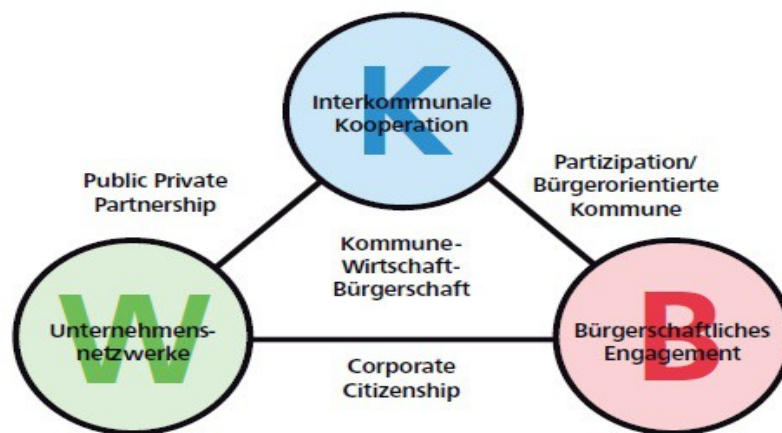 K
Interkommunale
Kooperation
Public Private
Partnership
Partizipation/
Bürgerorientierte
Kommune
Kommune-
Wirtschaft-
Bürgerschaft
W
Unternehmens-
netzwerke
B
Bürgerschaftliches
Engagement
Corporate
Citizenship